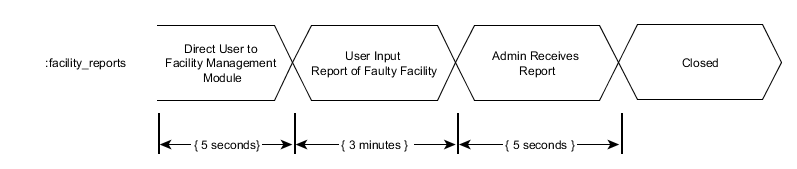 :facility_reports
Direct User to
Facility Management
Module
User Input
Report of Faulty Facility
Admin Receives
Report
Closed
{ 5 seconds}
{ 3 minutes }
{ 5 seconds }